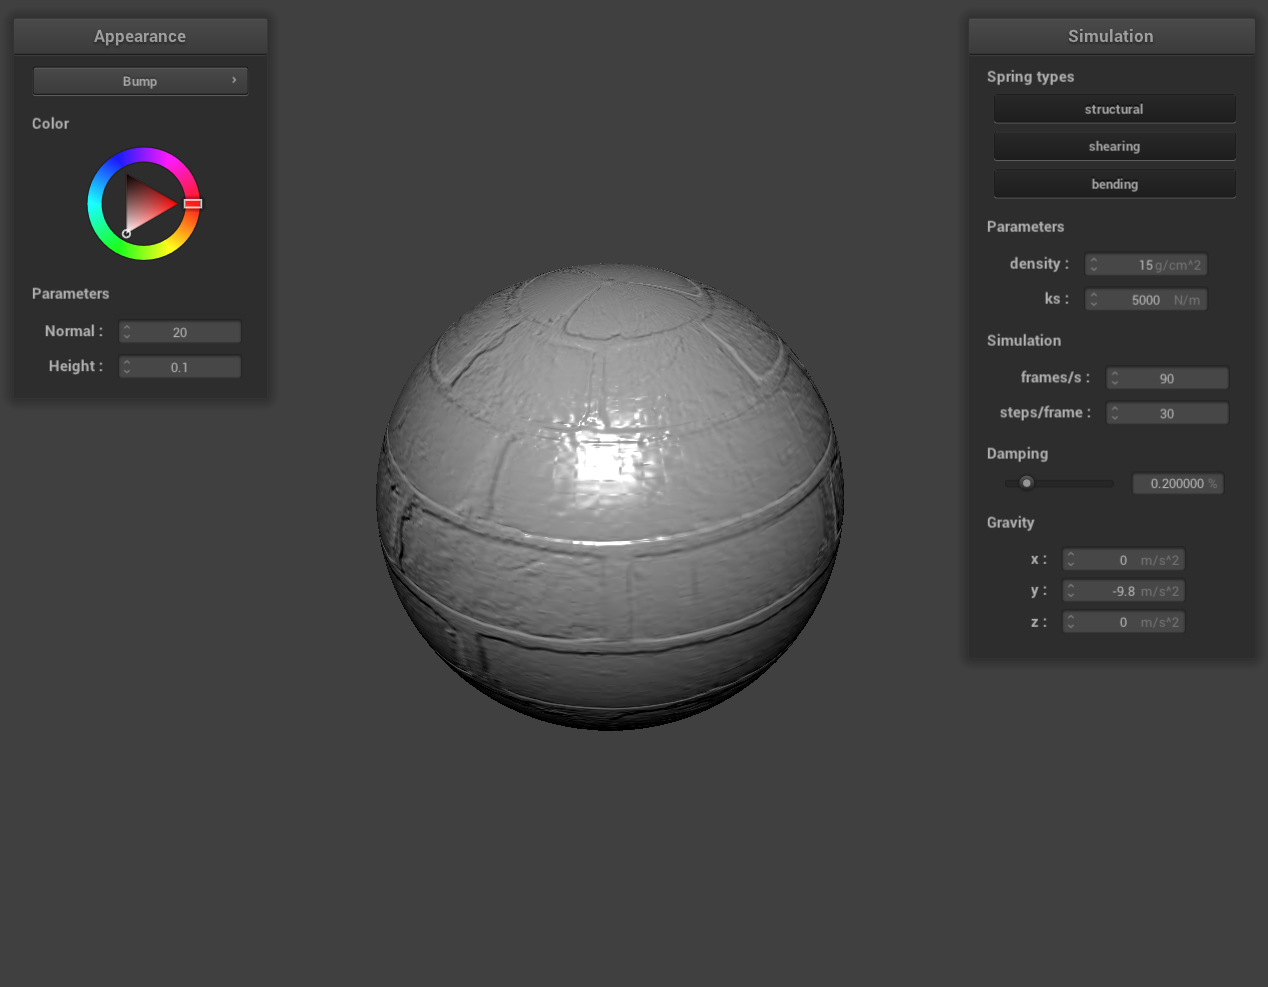 Appearance
Bump
Color
Parameters
Normal : 20
Height : 0.1
Simulation
Spring types
structural
shearing
bending
Parameters
density : 15 g/cm^2
ks : 5000 N/m
Simulation
frames/s : 90
steps/frame : 30
Damping
0.200000 %
Gravity
x : 0 m/s^2
y : -9.8 m/s^2
z : 0 m/s^2